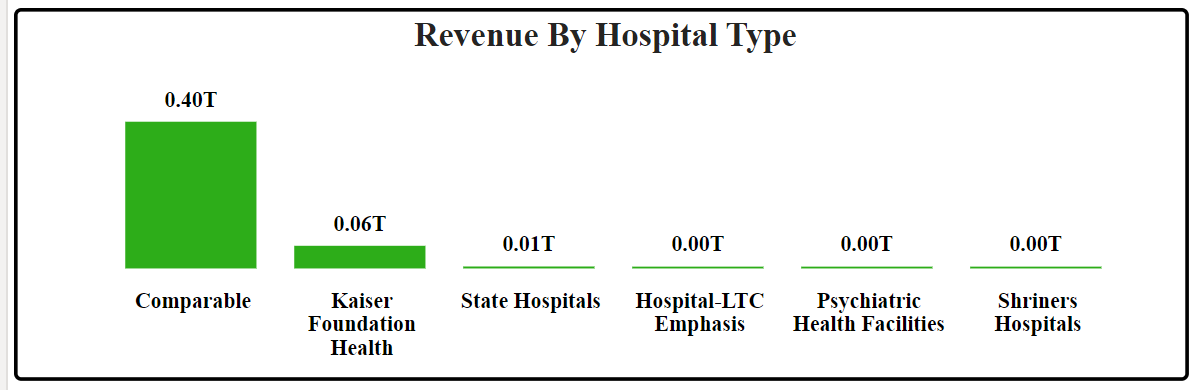 Revenue By Hospital Type
0.40T
0.06T
0.01T
0.00T
0.00T
0.00T
Comparable
Kaiser
Foundation
Health
State Hospitals
Hospital-LTC
Emphasis
Psychiatric
Health Facilities
Shriners
Hospitals